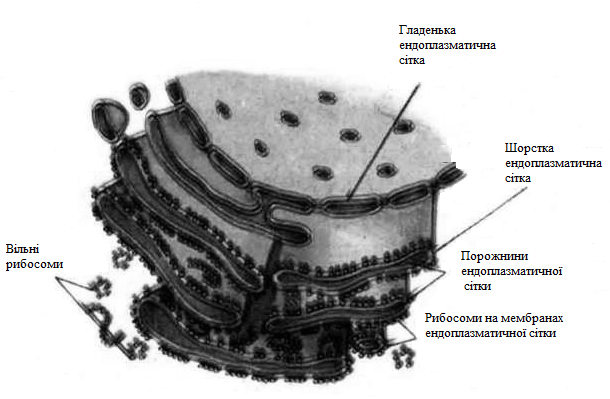 Гладенька
ендоплазматична
сітка
Шорстка
ендоплазматична
сітка
Вільні
рибосоми
Порожнини
ендоплазматичної
сітки
Рибосоми на мембранах
ендоплазматичної сітки